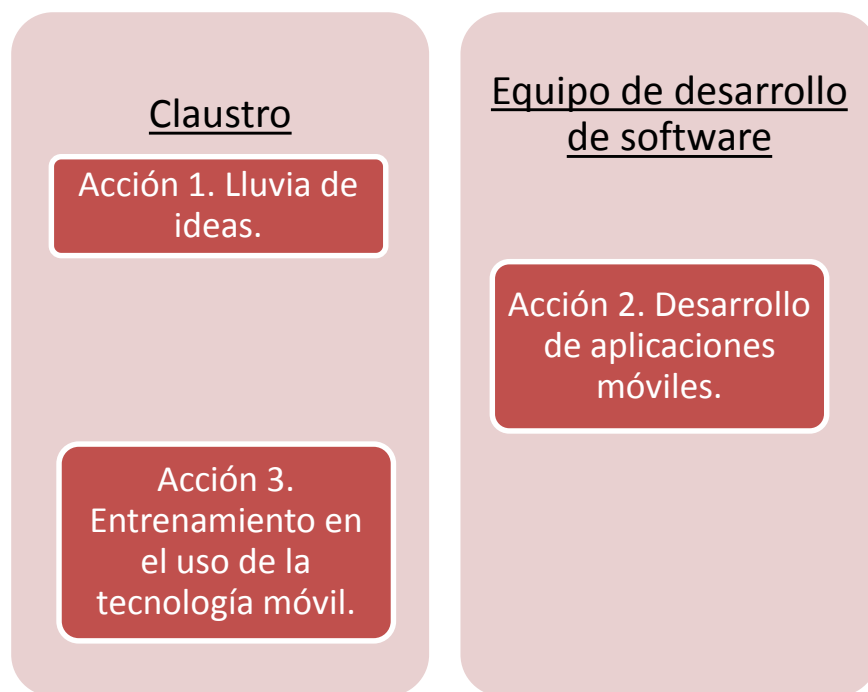 Claustro
Acción 1. Lluvia de
ideas.
Acción 3.
Entrenamiento en
el uso de la
tecnología móvil.
Equipo de desarrollo
de software
Acción 2. Desarrollo
de aplicaciones
móviles.